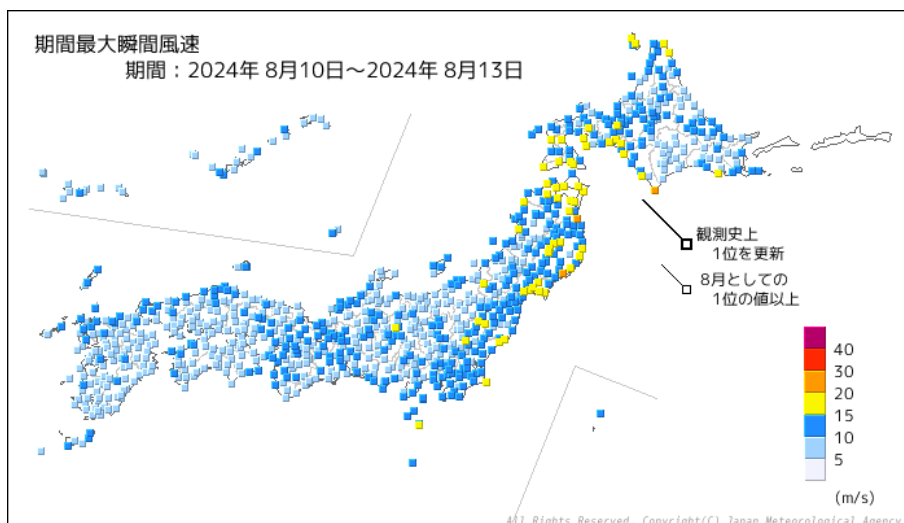 期間最大瞬間風速
期間：2024年 8月10日～2024年 8月13日
観測史上
1位を更新
8月としての
1位の値以上
40
30
20
15
10
5
(m/s)
All Rights Reserved. Copyright(C) Japan Meteorological Agency